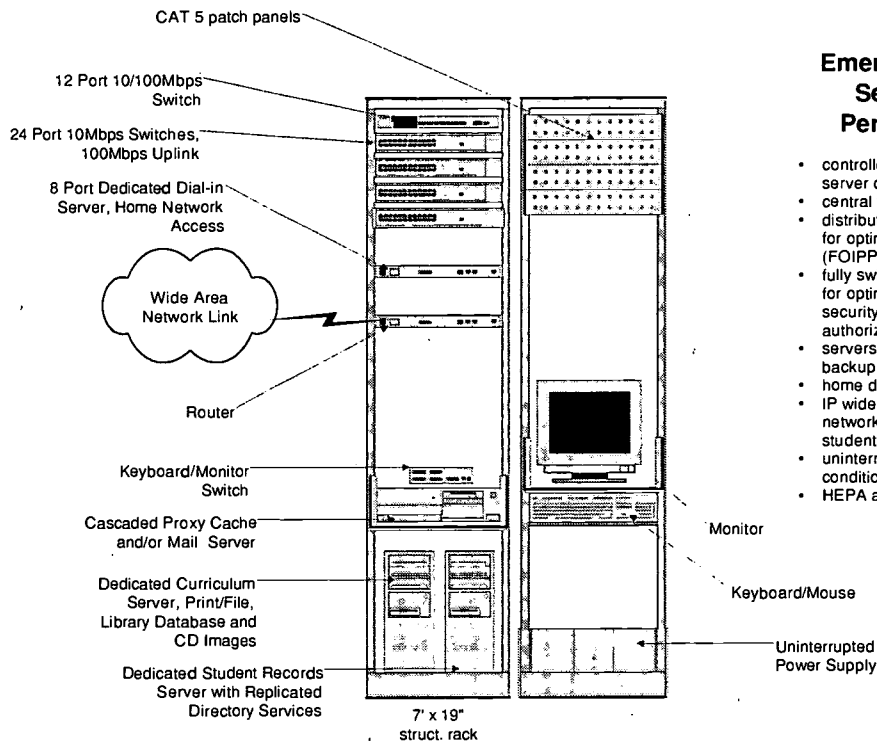 CAT 5 patch panels
12 Port 10/100Mbps
Switch
24 Port 10Mbps Switches,
100Mbps Uplink
8 Port Dedicated Dial-in
Server, Home Network
Access
Wide Area
Network Link
Router
Keyboard/Monitor
Switch
Cascaded Proxy Cache
and/or Mail Server
Dedicated Curriculum
Server, Print/File,
Library Database and
CD Images
Dedicated Student Records
Server with Replicated
Directory Services
7' x 19"
struct. rack
Monitor
Keyboard/Mouse
Uninterrupted
Power Supply
Emer
Se
Per
• controlle
server c
• central
• distribut
for optin
(FOIPP
• fully sw
for optin
security
authoriz
• servers
backup
• home d
• IP wide
network
student
• uninterr
conditio
• HEPA a